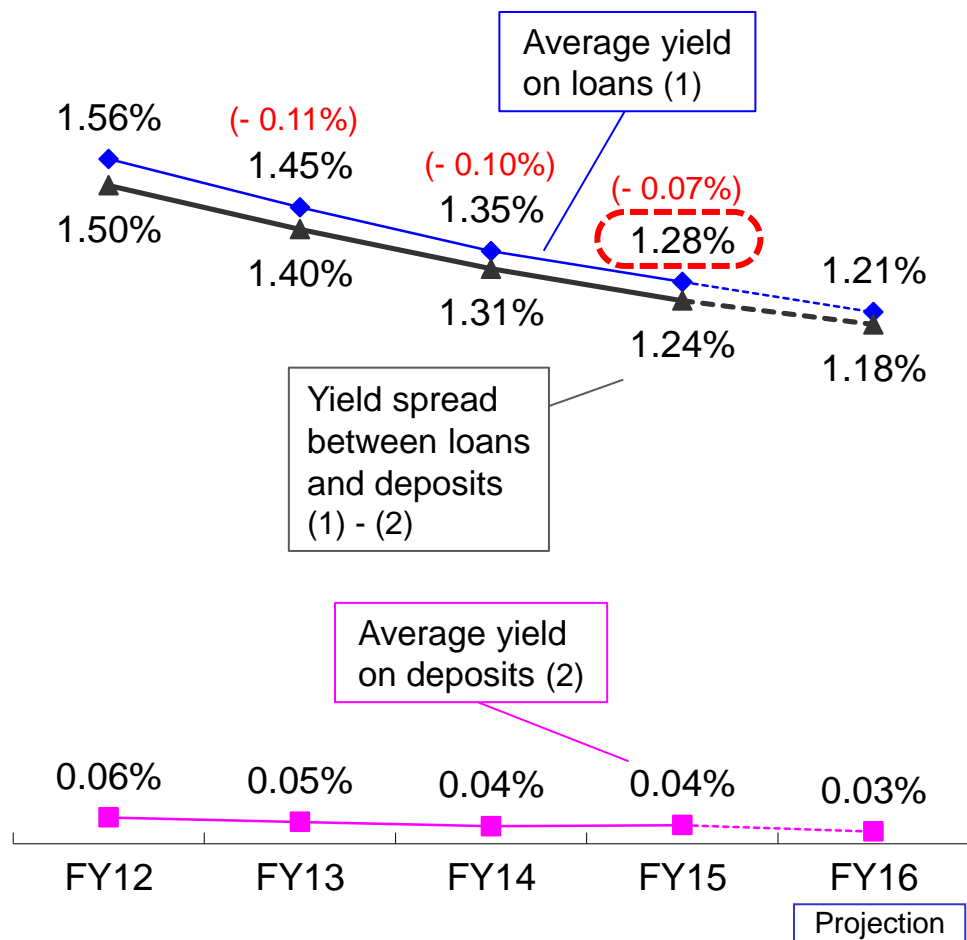 Average yield
on loans (1)
1.56%
(- 0.11%)
1.45%
(- 0.10%)
1.35%
(- 0.07%)
1.28%
1.21%
1.50%
1.40%
1.31%
1.24%
1.18%
Yield spread
between loans
and deposits
(1) - (2)
Average yield
on deposits (2)
0.06%
0.05%
0.04%
0.04%
0.03%
FY12
FY13
FY14
FY15
FY16
Projection